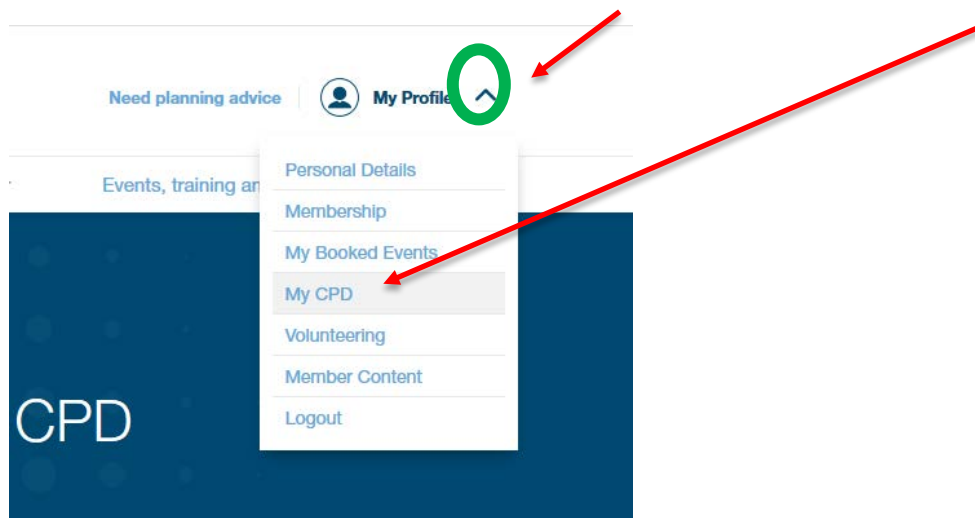 Need planning advice
My Profile
Events, training an
Personal Details
Membership
My Booked Events
My CPD
Volunteering
Member Content
Logout
CPD